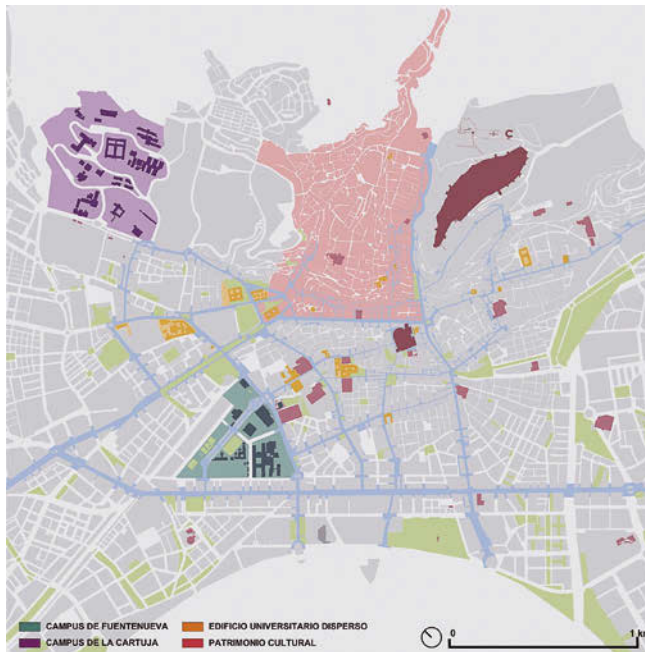 CAMPUS DE FUENTENUEVA
EDIFICIO UNIVERSITARIO DISPERSO
CAMPUS DE LA CARTUJA
PATRIMONIO CULTURAL
0 1 km